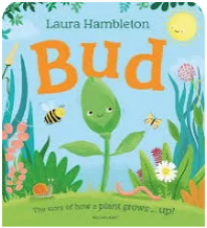 Laura Hambleton
Bud
The story of how a plant grows ... up!